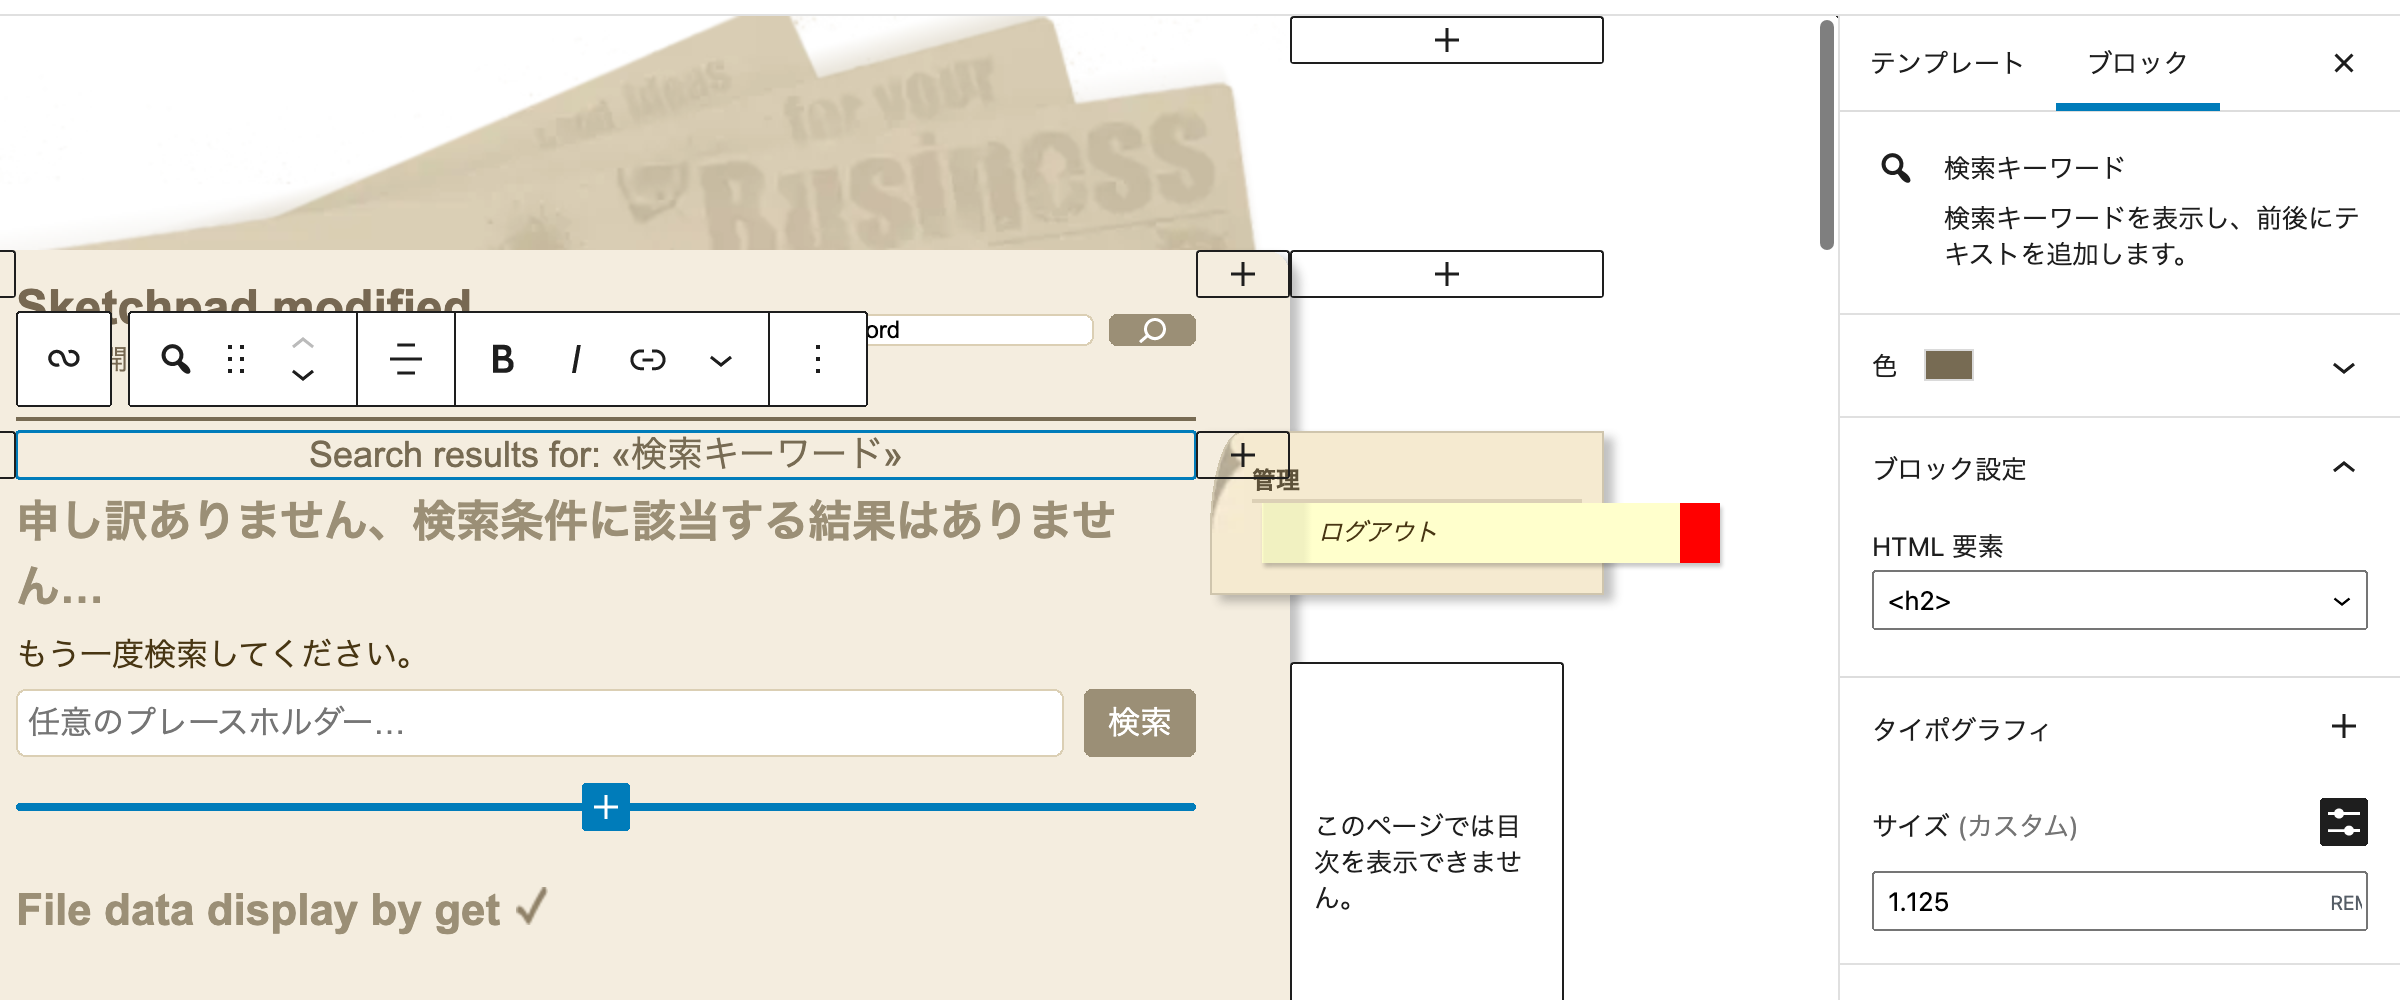 Lead Ideas
for your
Business
テンプレート
ブロック
検索キーワード
検索キーワードを表示し、前後にテ
キストを追加します。
色
ブロック設定
HTML 要素
<h2>
タイポグラフィ
サイズ (カスタム)
1.125
REM
Sketchpad modified
開
ord
B I
Search results for: «検索キーワード»
管理
ログアウト
申し訳ありません、検索条件に該当する結果はありませ
ん…
もう一度検索してください。
任意のプレースホルダー…
検索
このページでは目
次を表示できませ
ん。
File data display by get